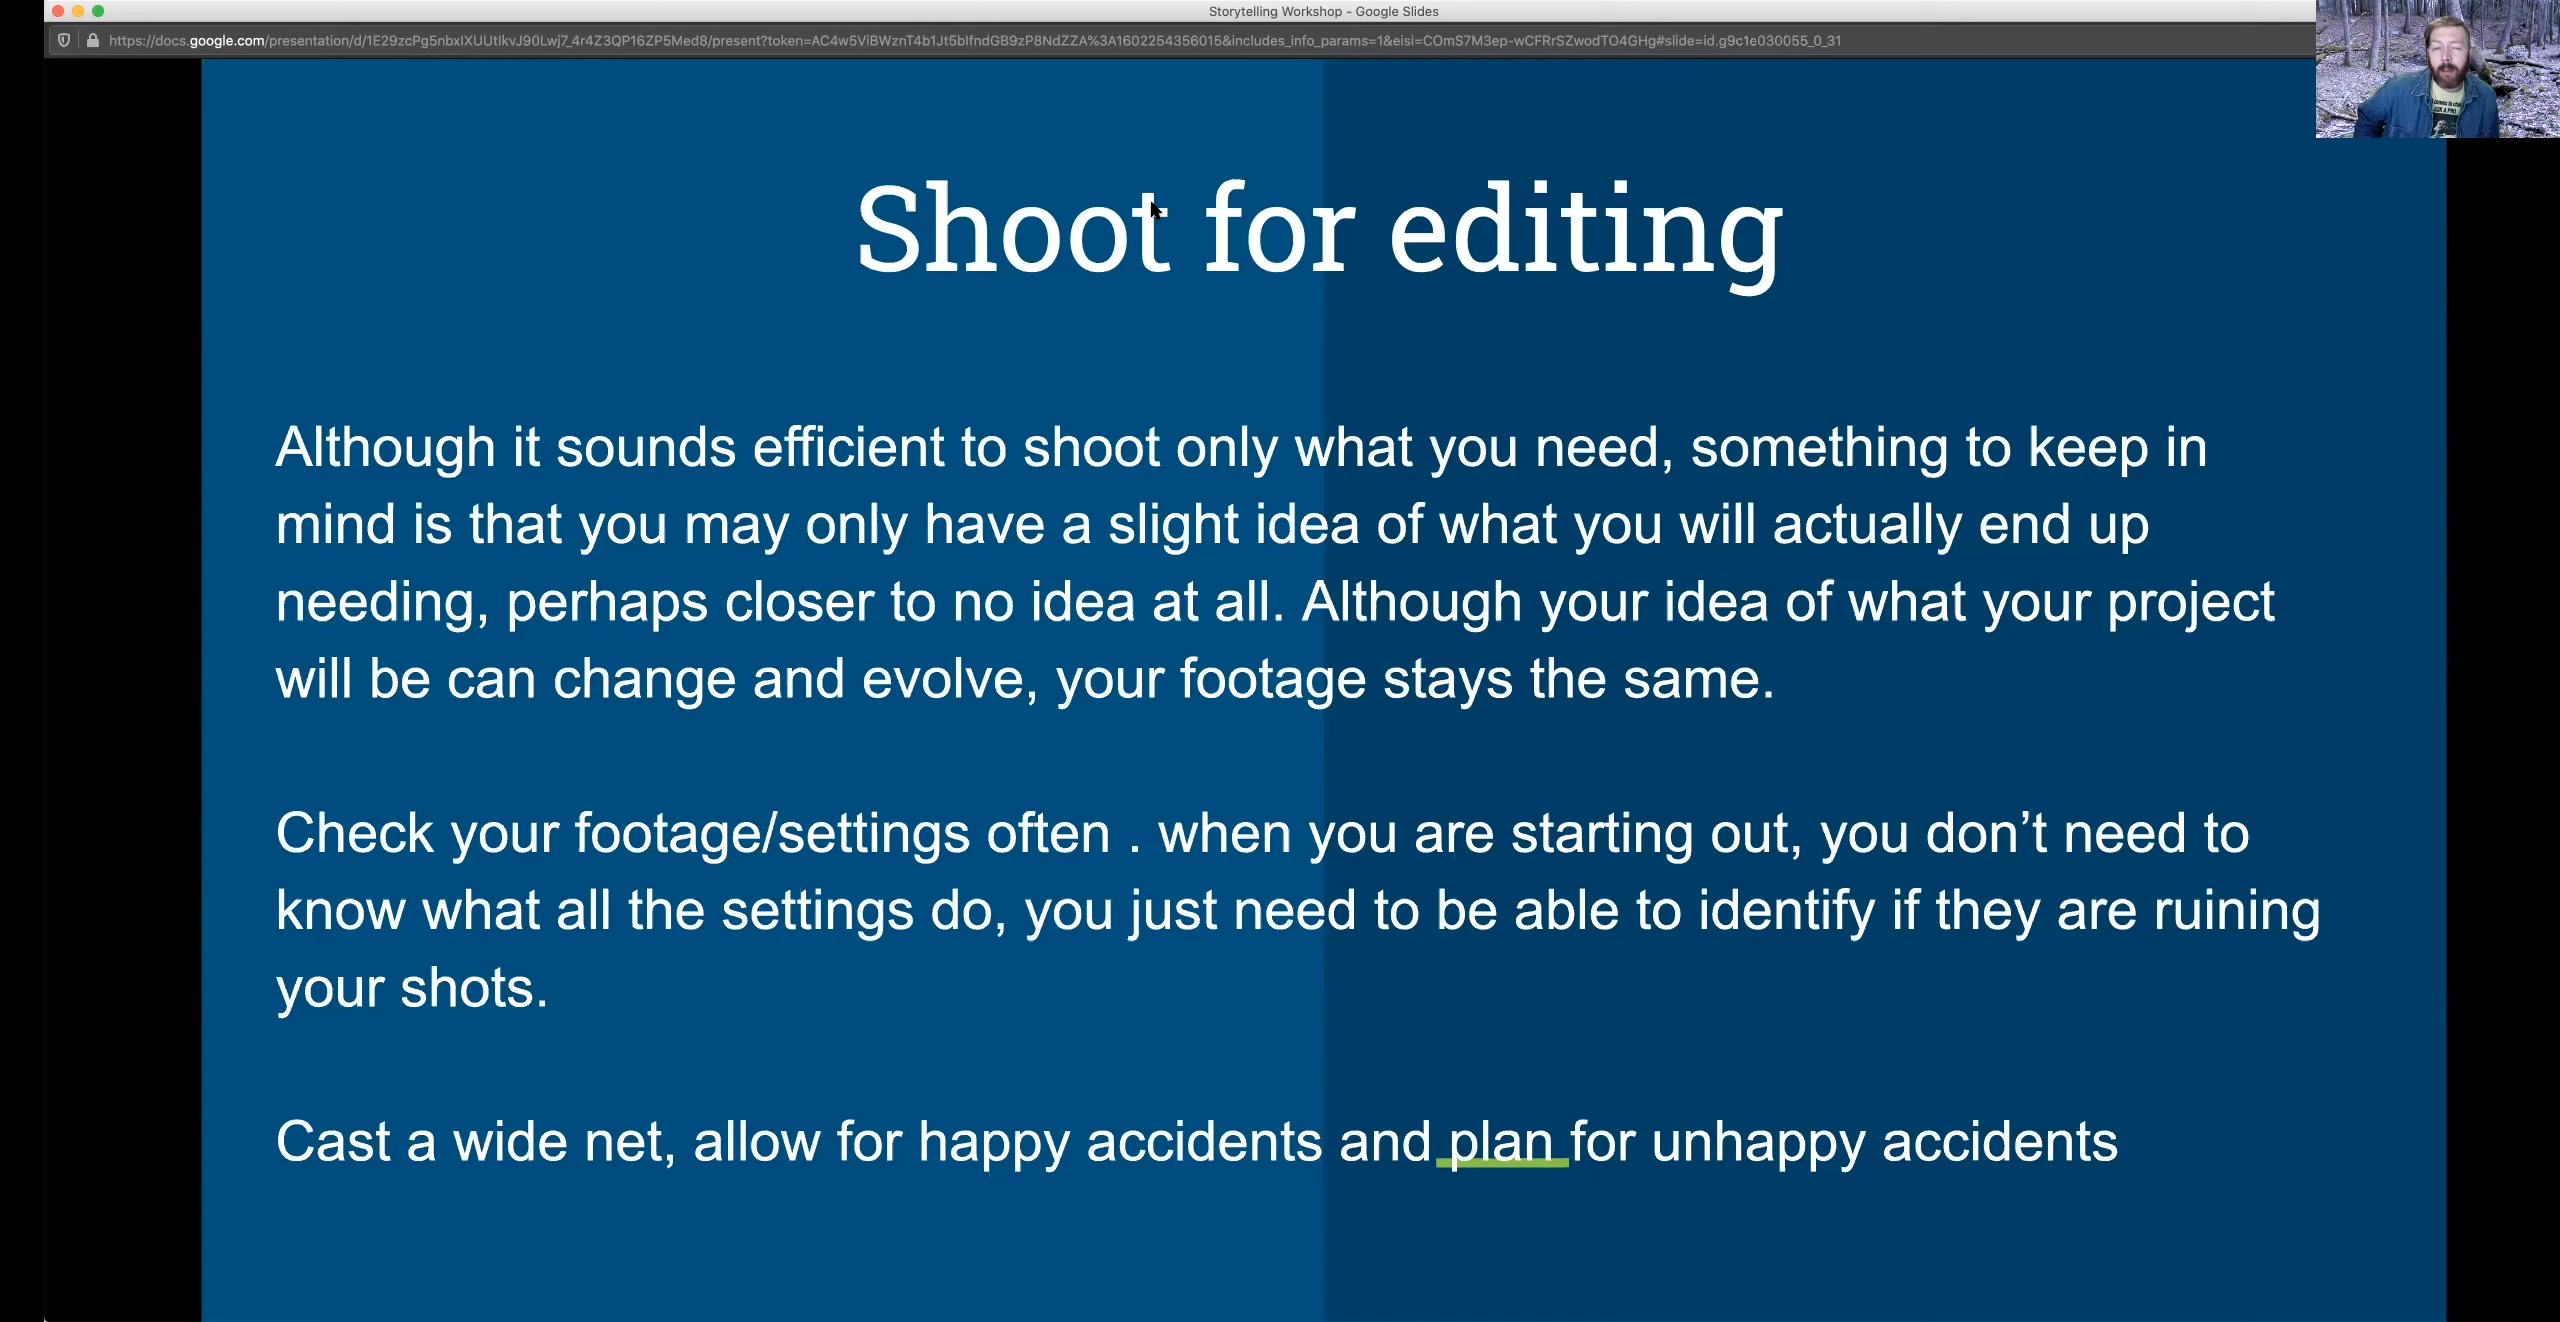 Storytelling Workshop - Google Slides
https://docs.google.com/presentation/d/1E29zcPg5nbxIXUUtIkvJ90Lwj7_4r4Z3QP16ZP5Med8/present?token=AC4w5ViBWznT4b1Jt5bIfndGB9zP8NdZZA%3A1602254356015&includes_info_params=1&eisi=COmS7M3ep-wCFRrSZwodTO4GHg#slide=id.g9c1e030055_0_31
Shoot for editing
Although it sounds efficient to shoot only what you need, something to keep in
mind is that you may only have a slight idea of what you will actually end up
needing, perhaps closer to no idea at all. Although your idea of what your project
will be can change and evolve, your footage stays the same.
Check your footage/settings often . when you are starting out, you don’t need to
know what all the settings do, you just need to be able to identify if they are ruining
your shots.
Cast a wide net, allow for happy accidents and plan for unhappy accidents